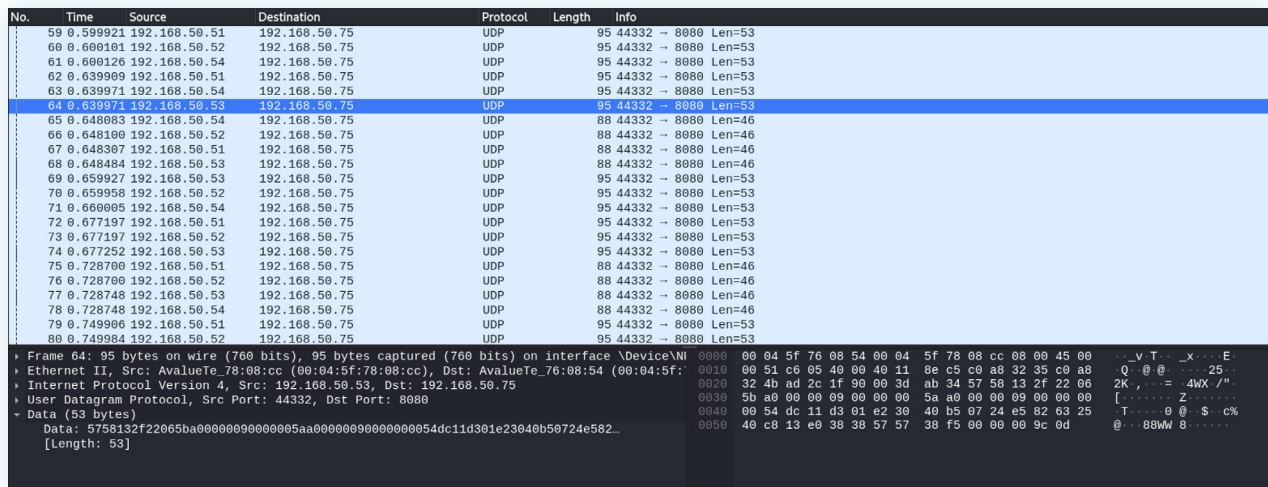 No. Time Source Destination Protocol Length Info
59 0.599921 192.168.50.51 192.168.50.75 UDP 95 44332 → 8080 Len=53
60 0.600101 192.168.50.52 192.168.50.75 UDP 95 44332 → 8080 Len=53
61 0.600126 192.168.50.54 192.168.50.75 UDP 95 44332 → 8080 Len=53
62 0.639909 192.168.50.51 192.168.50.75 UDP 95 44332 → 8080 Len=53
63 0.639971 192.168.50.54 192.168.50.75 UDP 95 44332 → 8080 Len=53
64 0.639971 192.168.50.53 192.168.50.75 UDP 95 44332 → 8080 Len=53
65 0.648083 192.168.50.54 192.168.50.75 UDP 88 44332 → 8080 Len=46
66 0.648100 192.168.50.52 192.168.50.75 UDP 88 44332 → 8080 Len=46
67 0.648307 192.168.50.51 192.168.50.75 UDP 88 44332 → 8080 Len=46
68 0.648484 192.168.50.53 192.168.50.75 UDP 88 44332 → 8080 Len=46
69 0.659927 192.168.50.53 192.168.50.75 UDP 95 44332 → 8080 Len=53
70 0.659958 192.168.50.52 192.168.50.75 UDP 95 44332 → 8080 Len=53
71 0.660005 192.168.50.54 192.168.50.75 UDP 95 44332 → 8080 Len=53
72 0.677197 192.168.50.51 192.168.50.75 UDP 95 44332 → 8080 Len=53
73 0.677197 192.168.50.52 192.168.50.75 UDP 95 44332 → 8080 Len=53
74 0.677252 192.168.50.53 192.168.50.75 UDP 95 44332 → 8080 Len=53
75 0.728700 192.168.50.51 192.168.50.75 UDP 88 44332 → 8080 Len=46
76 0.728700 192.168.50.52 192.168.50.75 UDP 88 44332 → 8080 Len=46
77 0.728748 192.168.50.53 192.168.50.75 UDP 88 44332 → 8080 Len=46
78 0.728748 192.168.50.54 192.168.50.75 UDP 88 44332 → 8080 Len=46
79 0.749906 192.168.50.51 192.168.50.75 UDP 95 44332 → 8080 Len=53
80 0.749984 192.168.50.52 192.168.50.75 UDP 95 44332 → 8080 Len=53
Frame 64: 95 bytes on wire (760 bits), 95 bytes captured (760 bits) on interface \Device\N
Ethernet II, Src: AvalueTe_78:08:cc (00:04:5f:78:08:cc), Dst: AvalueTe_76:08:54 (00:04:5f:
Internet Protocol Version 4, Src: 192.168.50.53, Dst: 192.168.50.75
User Datagram Protocol, Src Port: 44332, Dst Port: 8080
Data (53 bytes)
Data: 5758132f22065ba00000090000005aa00000090000000054dc11d301e23040b50724e582…
[Length: 53]
0000 00 04 5f 76 08 54 00 04 5f 78 08 cc 08 00 45 00 ··_v·T·· _x····E·
0010 00 51 c6 05 40 00 40 11 8e c5 c0 a8 32 35 c0 a8 ·Q··@·@· ····25··
0020 32 4b ad 2c 1f 90 00 3d ab 34 57 58 13 2f 22 06 2K·,···= ·4WX·/"·
0030 5b a0 00 00 09 00 00 00 5a a0 00 00 09 00 00 00 [······· Z·······
0040 00 54 dc 11 d3 01 e2 30 40 b5 07 24 e5 82 63 25 ·T·····0 @··$··c%
0050 40 c8 13 e0 38 38 57 57 38 f5 00 00 00 9c 0d @···88WW 8······